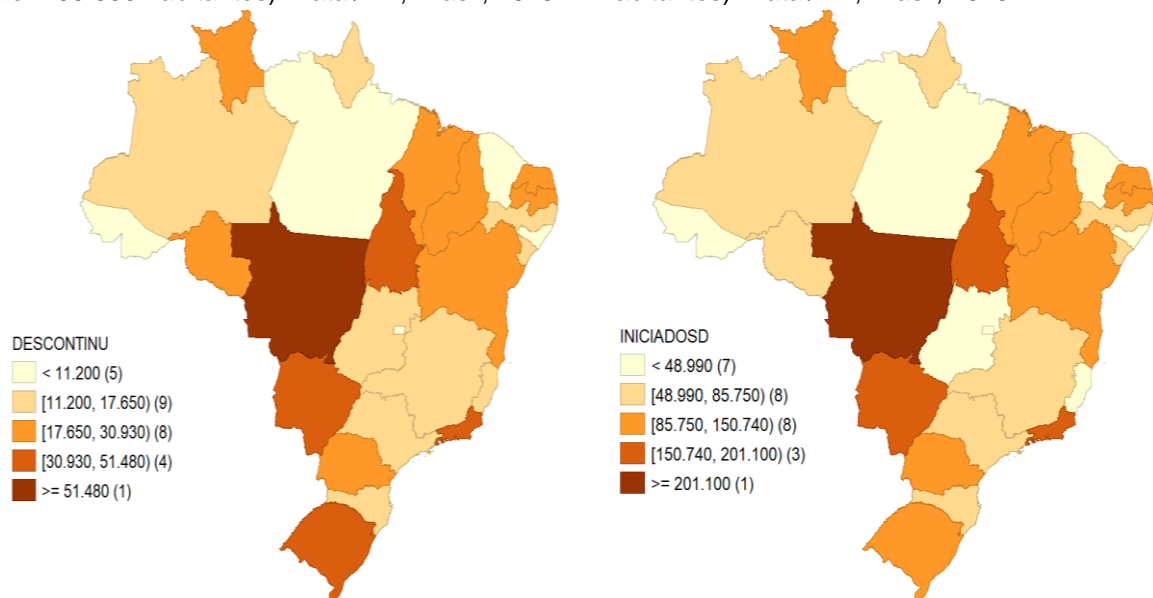 DESCONTINU
< 11.200 (5)
[11.200, 17.650) (9)
[17.650, 30.930) (8)
[30.930, 51.480) (4)
>= 51.480 (1)
INICIADOSD
< 48.990 (7)
[48.990, 85.750) (8)
[85.750, 150.740) (8)
[150.740, 201.100) (3)
>= 201.100 (1)